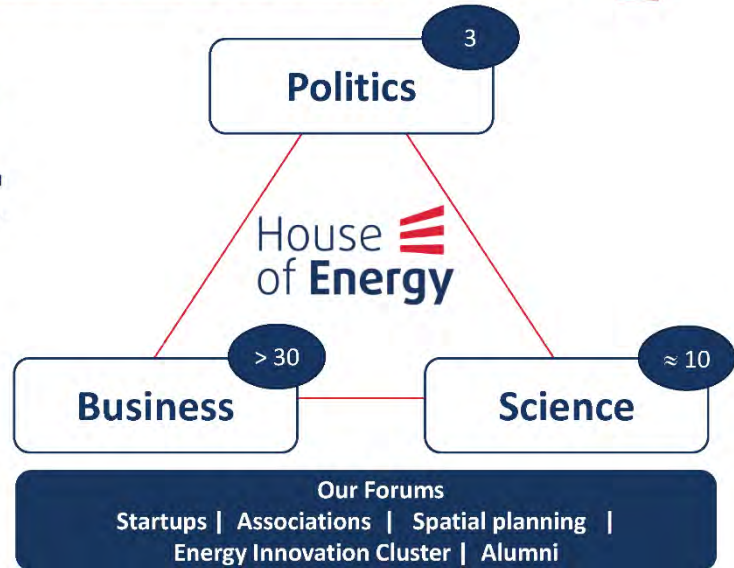 3
Politics
House
of Energy
> 30
≈ 10
Business
Science
Our Forums
Startups | Associations | Spatial planning |
Energy Innovation Cluster | Alumni